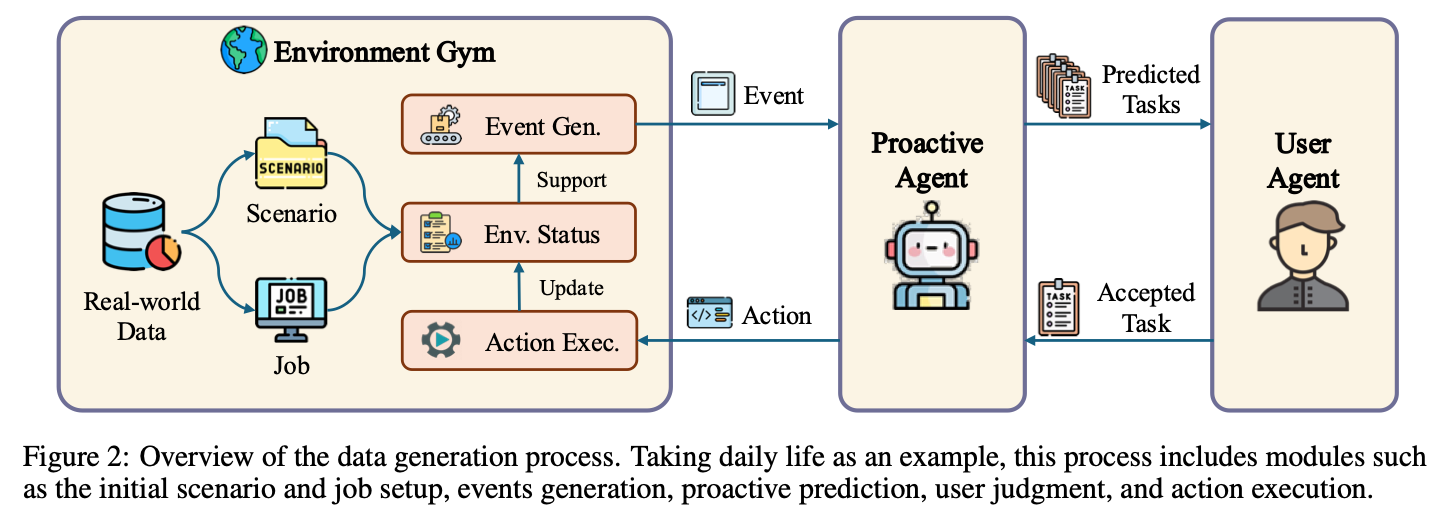 Environment Gym
Event Gen.
Support
Env. Status
Update
Action Exec.
SCENARIO
Scenario
Real-world
Data
JOB
Job
Event
Action
Proactive
Agent
TASK
Predicted
Tasks
TASK
Accepted
Task
User
Agent
Figure 2: Overview of the data generation process. Taking daily life as an example, this process includes modules such
as the initial scenario and job setup, events generation, proactive prediction, user judgment, and action execution.